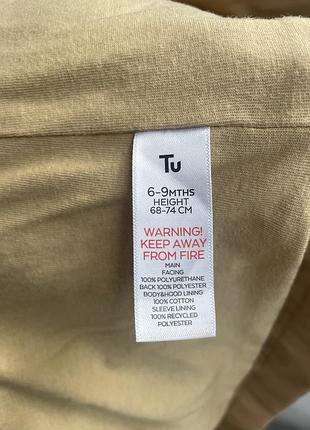 Tu
6-9MTHS
HEIGHT
68-74 CM
WARNING!
KEEP AWAY
FROM FIRE
MAIN
FACING
100% POLYURETHANE
BACK 100% POLYESTER
BODY&HOOD LINING
100% COTTON
SLEEVE LINING
100% RECYCLED
POLYESTER